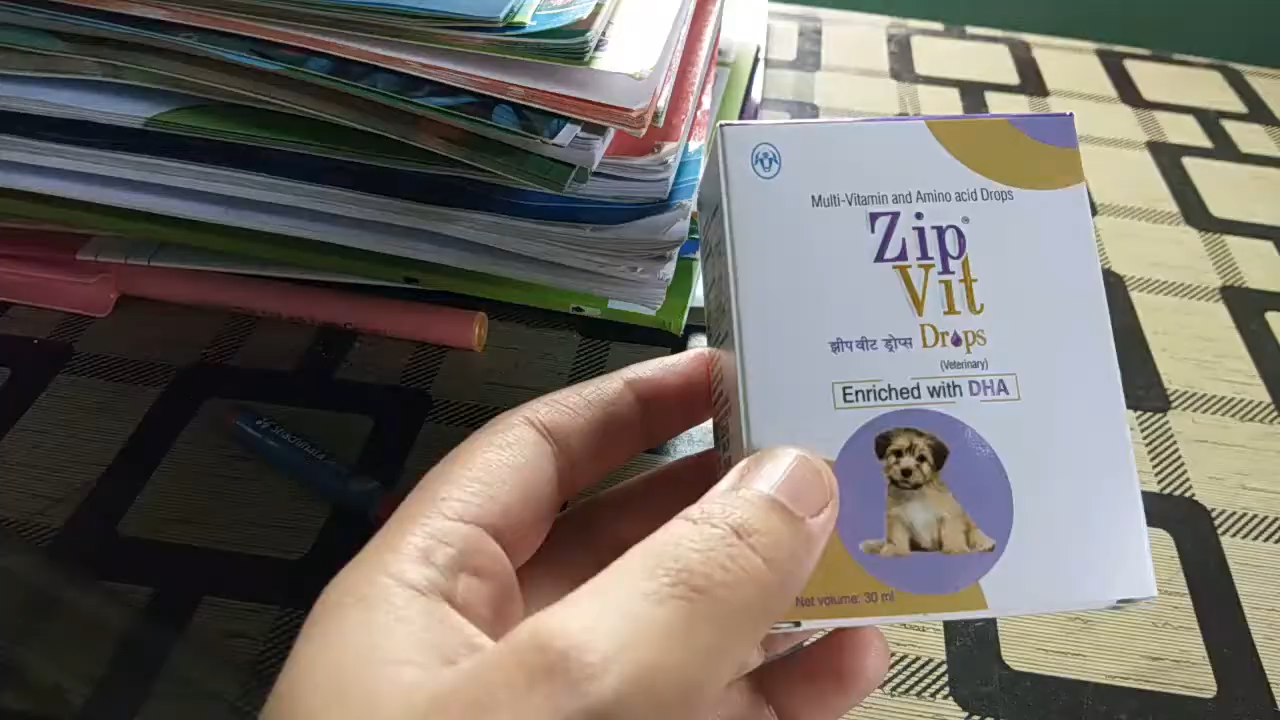 Multi-Vitamin and Amino acid Drops
Zip
Vit
झीपवीट ड्रोप्स Drops
(Veterinary)
Enriched with DHA
Net volume: 30 ml